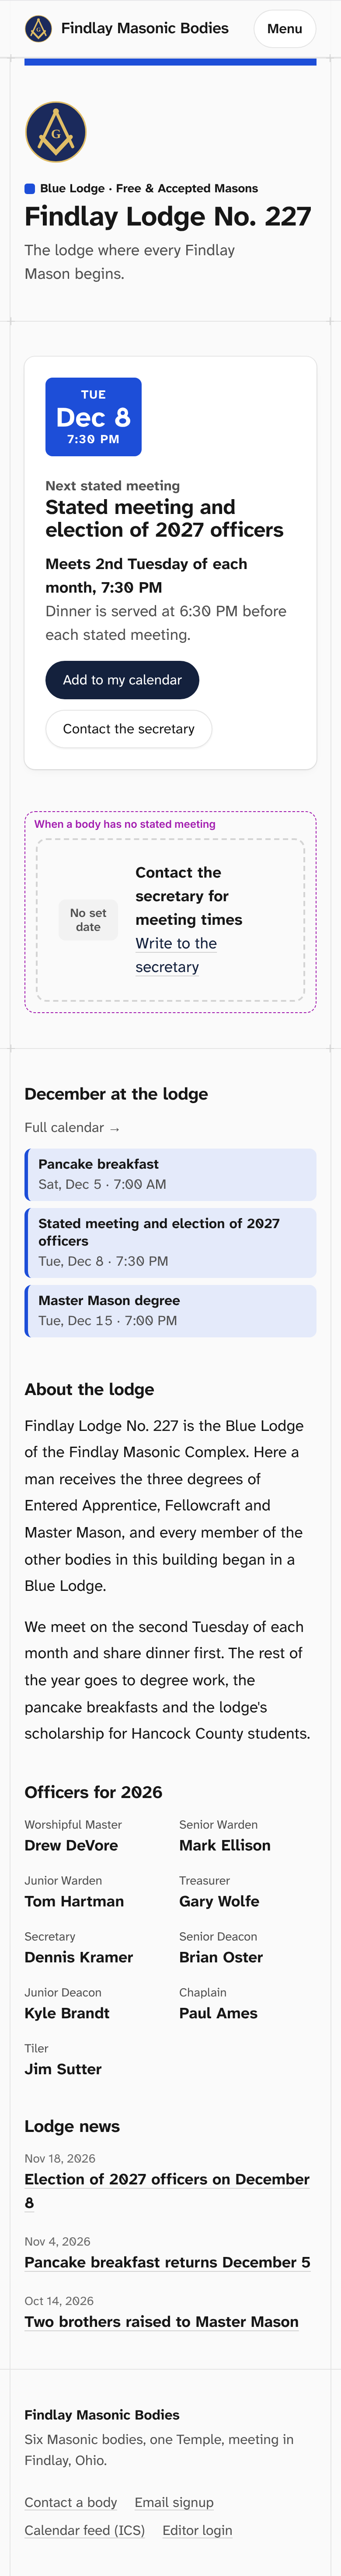 Findlay Masonic Bodies
Menu
G
Blue Lodge · Free & Accepted Masons
Findlay Lodge No. 227
The lodge where every Findlay
Mason begins.
TUE
Dec 8
7:30 PM
Next stated meeting
Stated meeting and
election of 2027 officers
Meets 2nd Tuesday of each
month, 7:30 PM
Dinner is served at 6:30 PM before
each stated meeting.
Add to my calendar
Contact the secretary
When a body has no stated meeting
No set
date
Contact the
secretary for
meeting times
Write to the
secretary
December at the lodge
Full calendar →
Pancake breakfast
Sat, Dec 5 · 7:00 AM
Stated meeting and election of 2027
officers
Tue, Dec 8 · 7:30 PM
Master Mason degree
Tue, Dec 15 · 7:00 PM
About the lodge
Findlay Lodge No. 227 is the Blue Lodge
of the Findlay Masonic Complex. Here a
man receives the three degrees of
Entered Apprentice, Fellowcraft and
Master Mason, and every member of the
other bodies in this building began in a
Blue Lodge.
We meet on the second Tuesday of each
month and share dinner first. The rest of
the year goes to degree work, the
pancake breakfasts and the lodge's
scholarship for Hancock County students.
Officers for 2026
Worshipful Master
Drew DeVore
Senior Warden
Mark Ellison
Junior Warden
Tom Hartman
Treasurer
Gary Wolfe
Secretary
Dennis Kramer
Senior Deacon
Brian Oster
Junior Deacon
Kyle Brandt
Chaplain
Paul Ames
Tiler
Jim Sutter
Lodge news
Nov 18, 2026
Election of 2027 officers on December
8
Nov 4, 2026
Pancake breakfast returns December 5
Oct 14, 2026
Two brothers raised to Master Mason
Findlay Masonic Bodies
Six Masonic bodies, one Temple, meeting in
Findlay, Ohio.
Contact a body
Email signup
Calendar feed (ICS)
Editor login